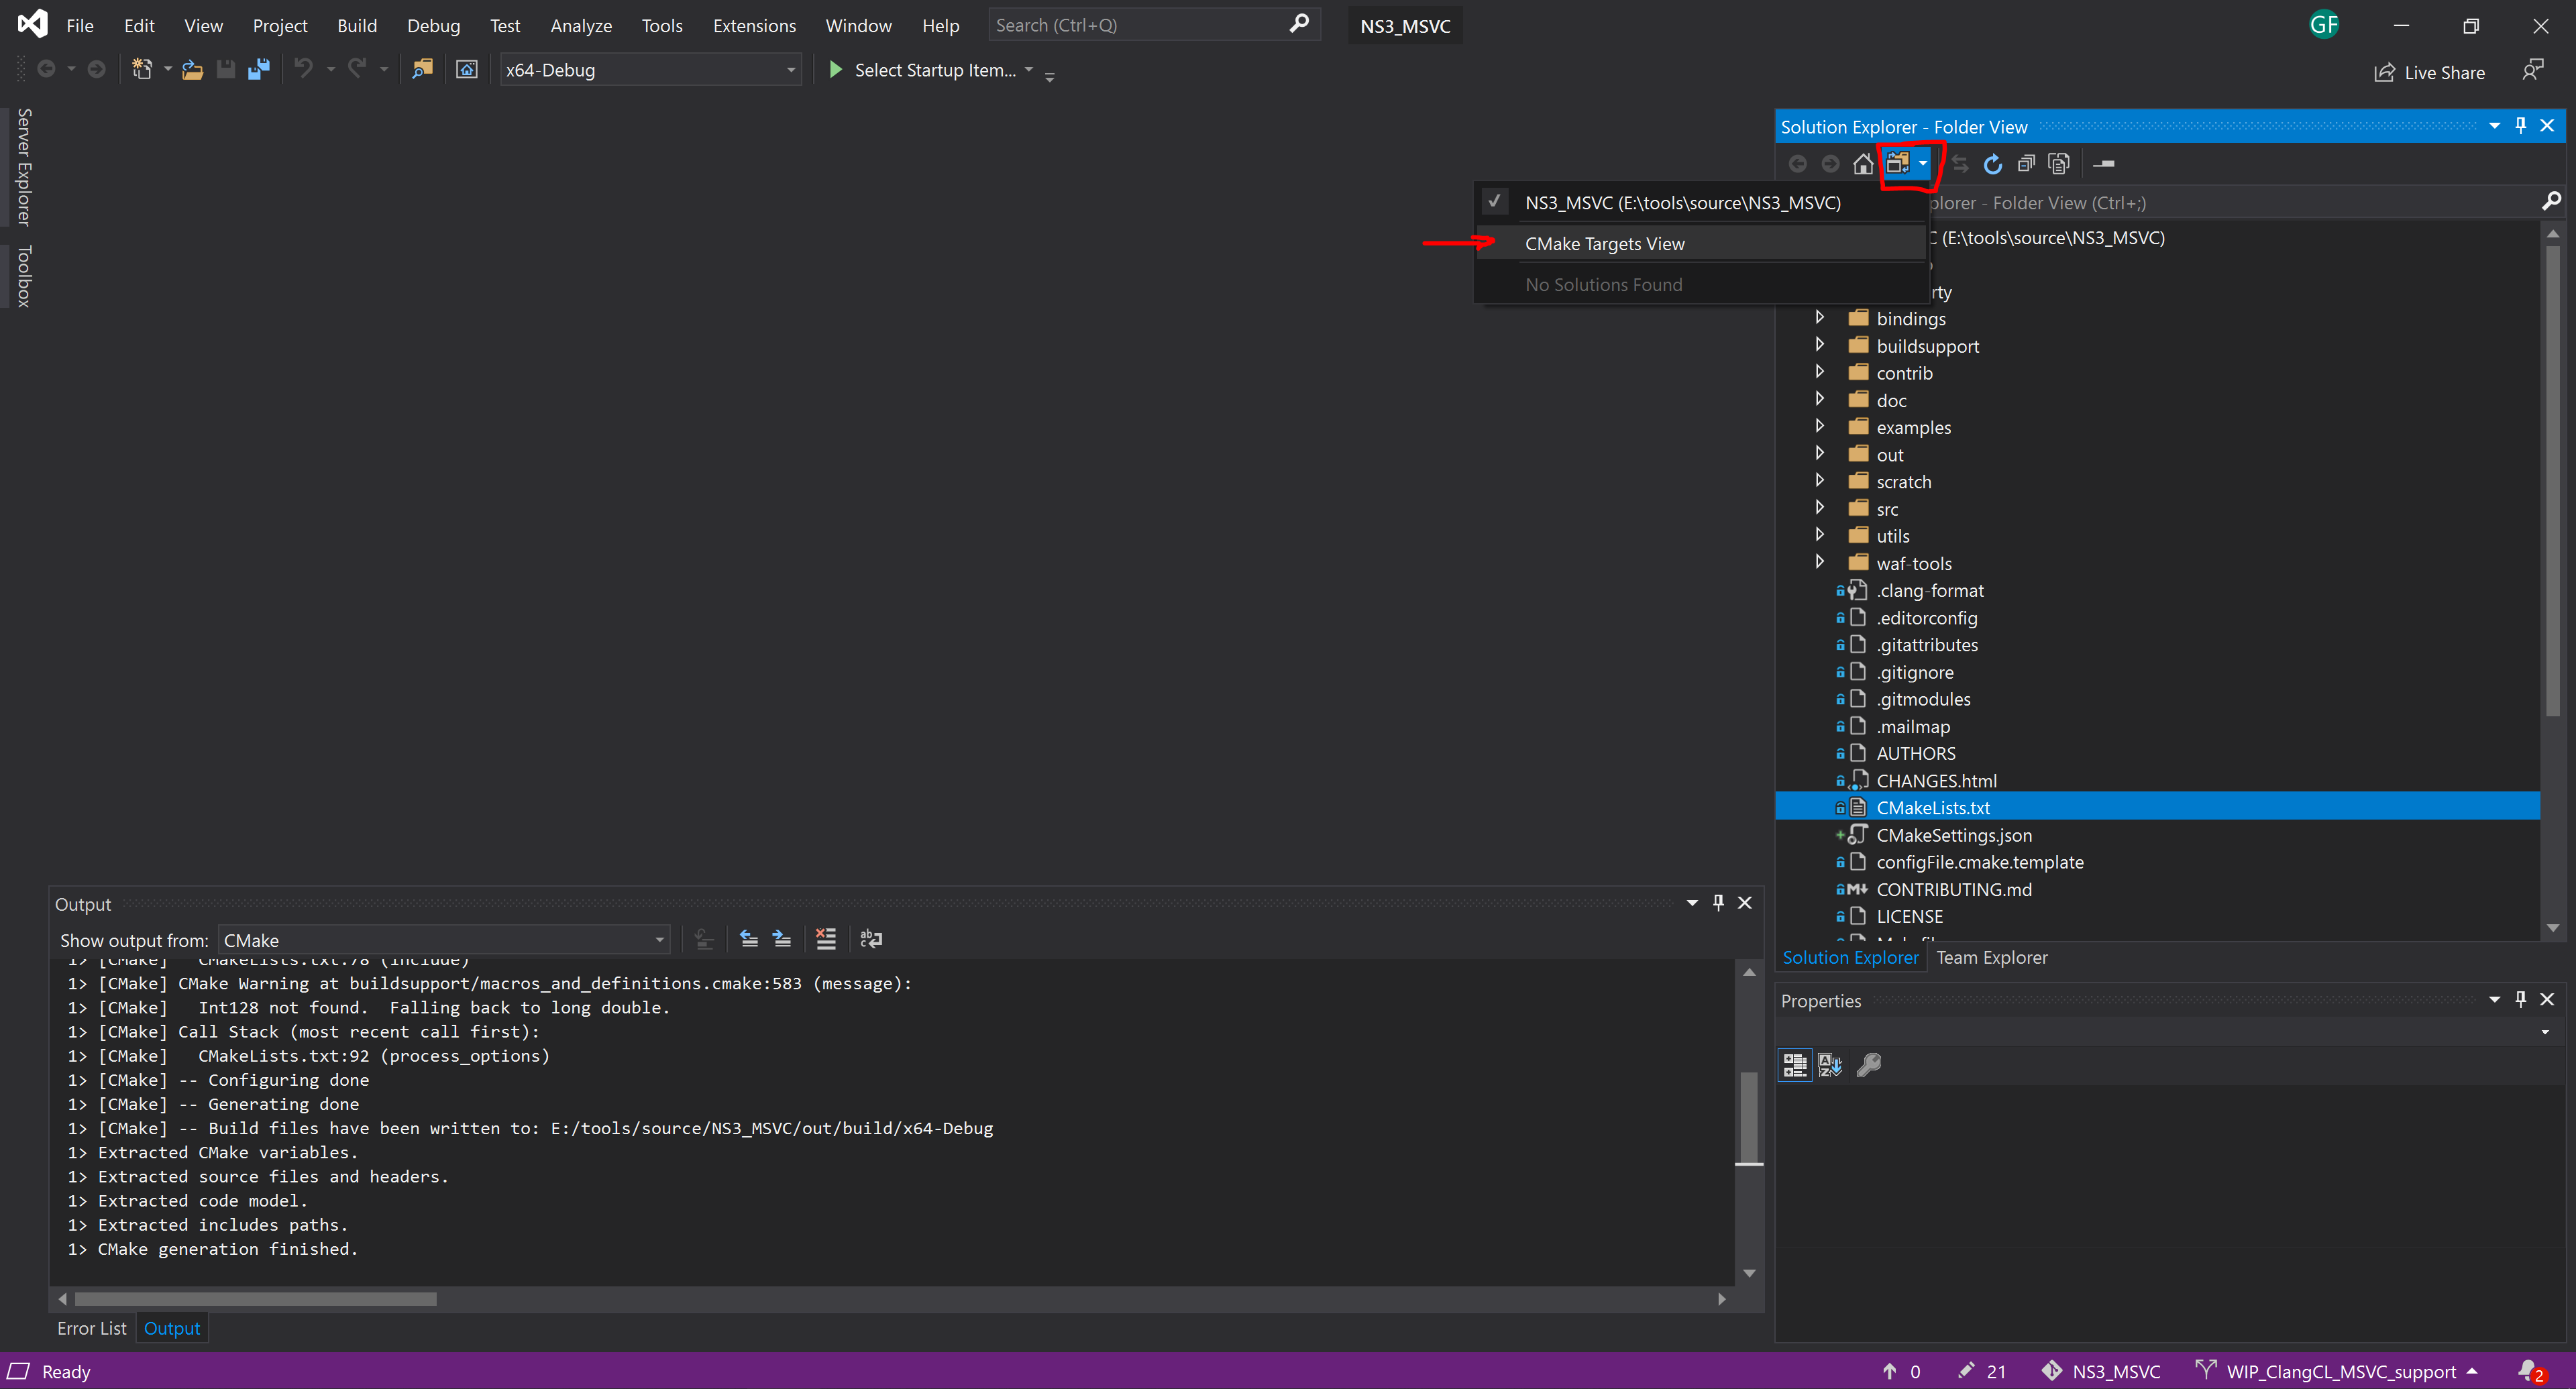 File Edit View Project Build Debug Test Analyze Tools Extensions Window Help Search (Ctrl+Q) NS3_MSVC GF
x64-Debug Select Startup Item... Live Share
Server Explorer
Toolbox
Solution Explorer - Folder View
NS3_MSVC (E:\tools\source\NS3_MSVC)
CMake Targets View
No Solutions Found
plorer - Folder View (Ctrl+;)
C (E:\tools\source\NS3_MSVC)
rty
bindings
buildsupport
contrib
doc
examples
out
scratch
src
utils
waf-tools
.clang-format
.editorconfig
.gitattributes
.gitignore
.gitmodules
.mailmap
AUTHORS
CHANGES.html
CMakeLists.txt
CMakeSettings.json
configFile.cmake.template
CONTRIBUTING.md
LICENSE
Solution Explorer Team Explorer
Properties
Output
Show output from: CMake
1> [CMake]   CMakeLists.txt:78 (include)
1> [CMake] CMake Warning at buildsupport/macros_and_definitions.cmake:583 (message):
1> [CMake]   Int128 not found.  Falling back to long double.
1> [CMake] Call Stack (most recent call first):
1> [CMake]   CMakeLists.txt:92 (process_options)
1> [CMake] -- Configuring done
1> [CMake] -- Generating done
1> [CMake] -- Build files have been written to: E:/tools/source/NS3_MSVC/out/build/x64-Debug
1> Extracted CMake variables.
1> Extracted source files and headers.
1> Extracted code model.
1> Extracted includes paths.
1> CMake generation finished.
Error List Output
Ready 0 21 NS3_MSVC WIP_ClangCL_MSVC_support 2